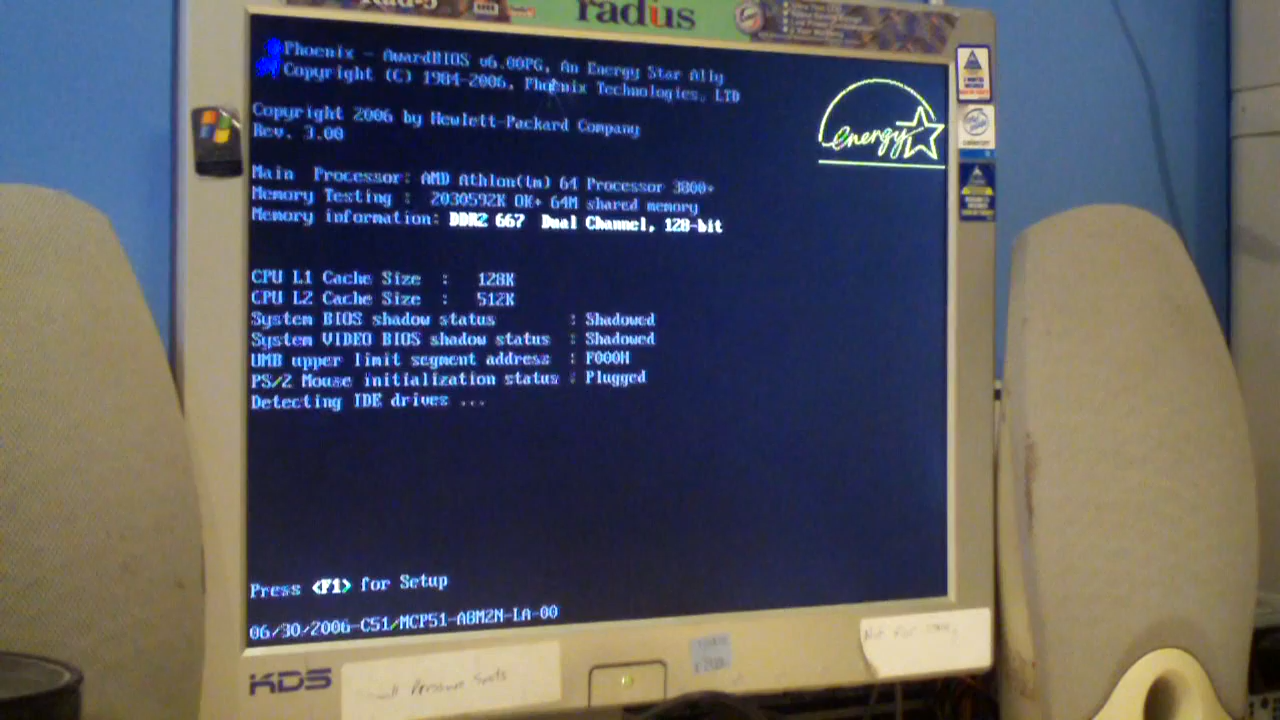 radius
Phoenix - AwardBIOS v6.00PG, An Energy Star Ally
Copyright (C) 1984-2006, Phoenix Technologies, LTD
energy
Copyright 2006 by Hewlett-Packard Company
Rev. 3.00
Main Processor: AMD Athlon(tm) 64 Processor 3800+
Memory Testing : 2030592K OK+ 64M shared memory
Memory information: DDR2 667 Dual Channel, 128-bit
CPU L1 Cache Size : 128K
CPU L2 Cache Size : 512K
System BIOS shadow status : Shadowed
System VIDEO BIOS shadow status : Shadowed
UMB upper limit segment address : F000H
PS/2 Mouse initialization status : Plugged
Detecting IDE drives ...
Press <F1> for Setup
06/30/2006-C51/MCP51-A8M2N-LA-00
KDS
Pressure Spots
Not For